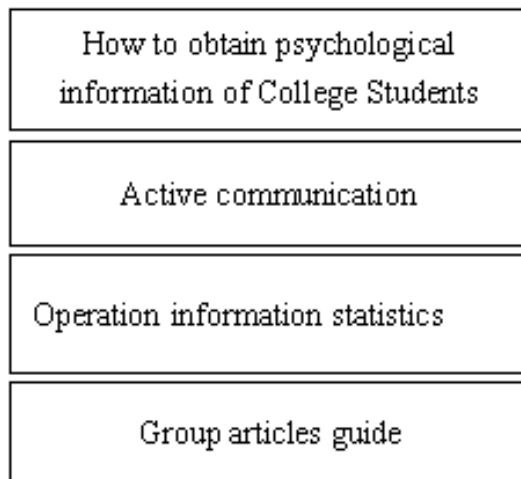 How to obtain psychological
information of College Students
Active communication
Operation information statistics
Group articles guide